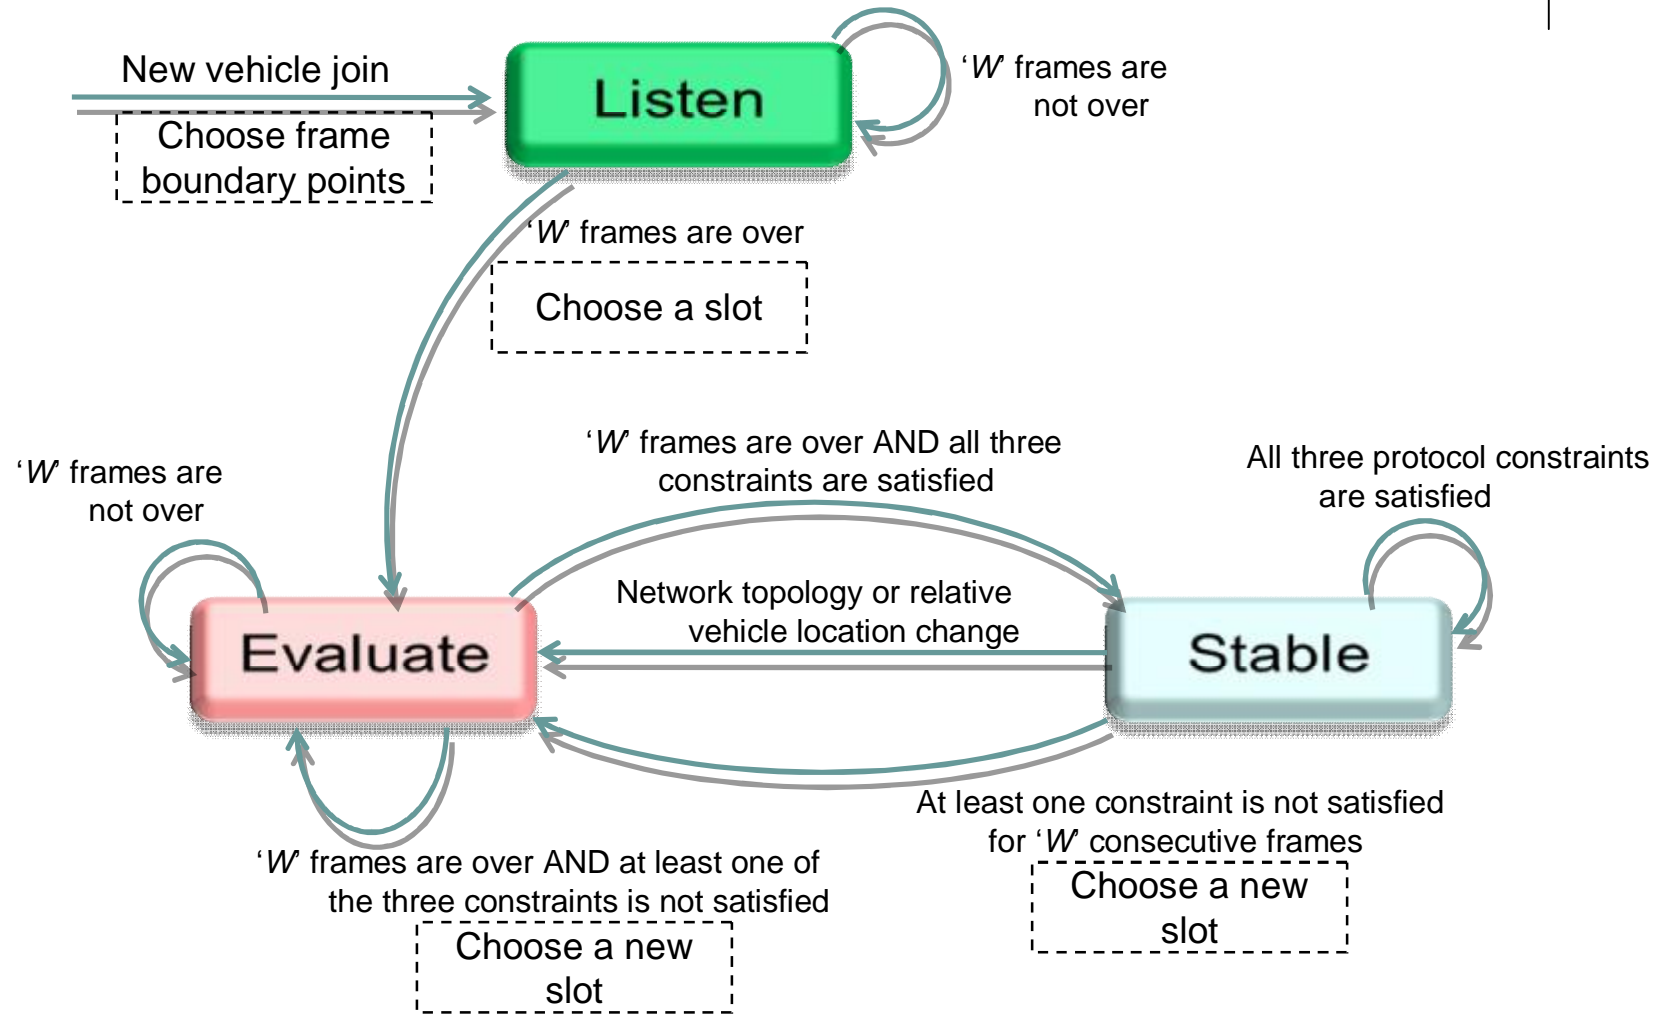 New vehicle join
Choose frame
boundary points
Listen
‘W’ frames are
not over
‘W’ frames are over
Choose a slot
‘W’ frames are over AND all three
constraints are satisfied
All three protocol constraints
are satisfied
‘W’ frames are
not over
Network topology or relative
vehicle location change
Evaluate
Stable
At least one constraint is not satisfied
for ‘W’ consecutive frames
Choose a new
slot
‘W’ frames are over AND at least one of
the three constraints is not satisfied
Choose a new
slot